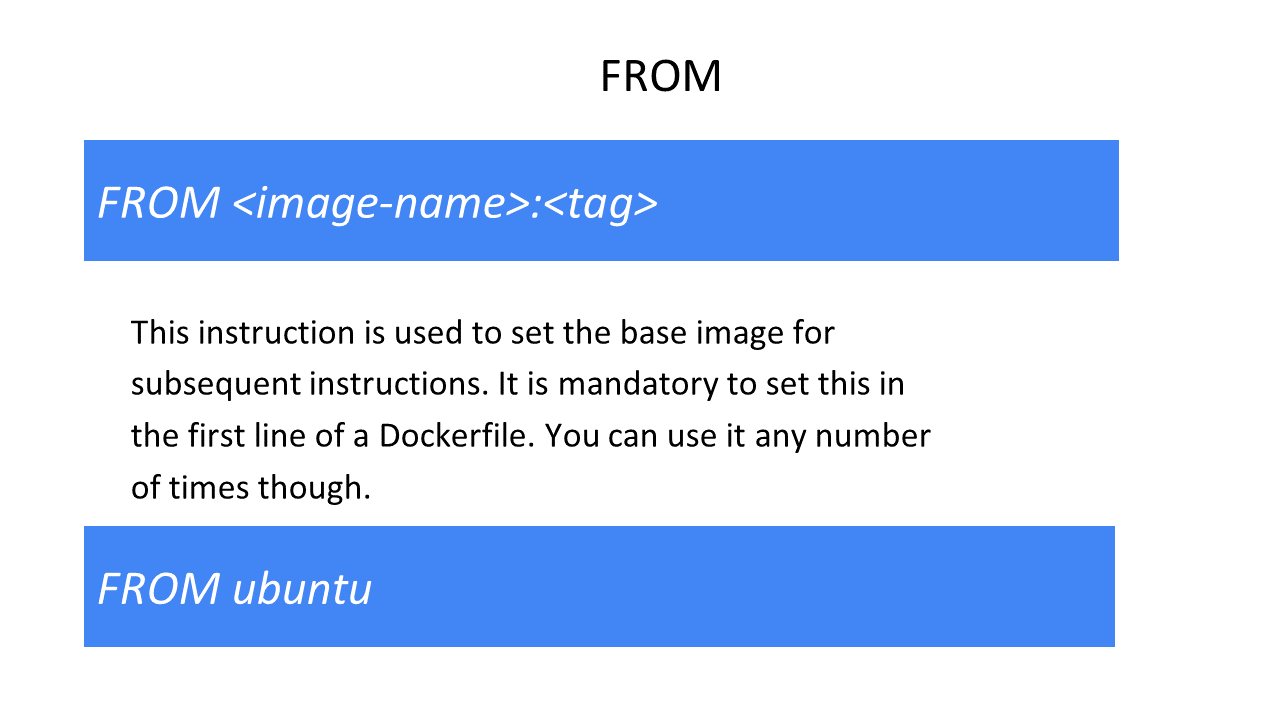 FROM
FROM <image-name>:<tag>
This instruction is used to set the base image for
subsequent instructions. It is mandatory to set this in
the first line of a Dockerfile. You can use it any number
of times though.
FROM ubuntu